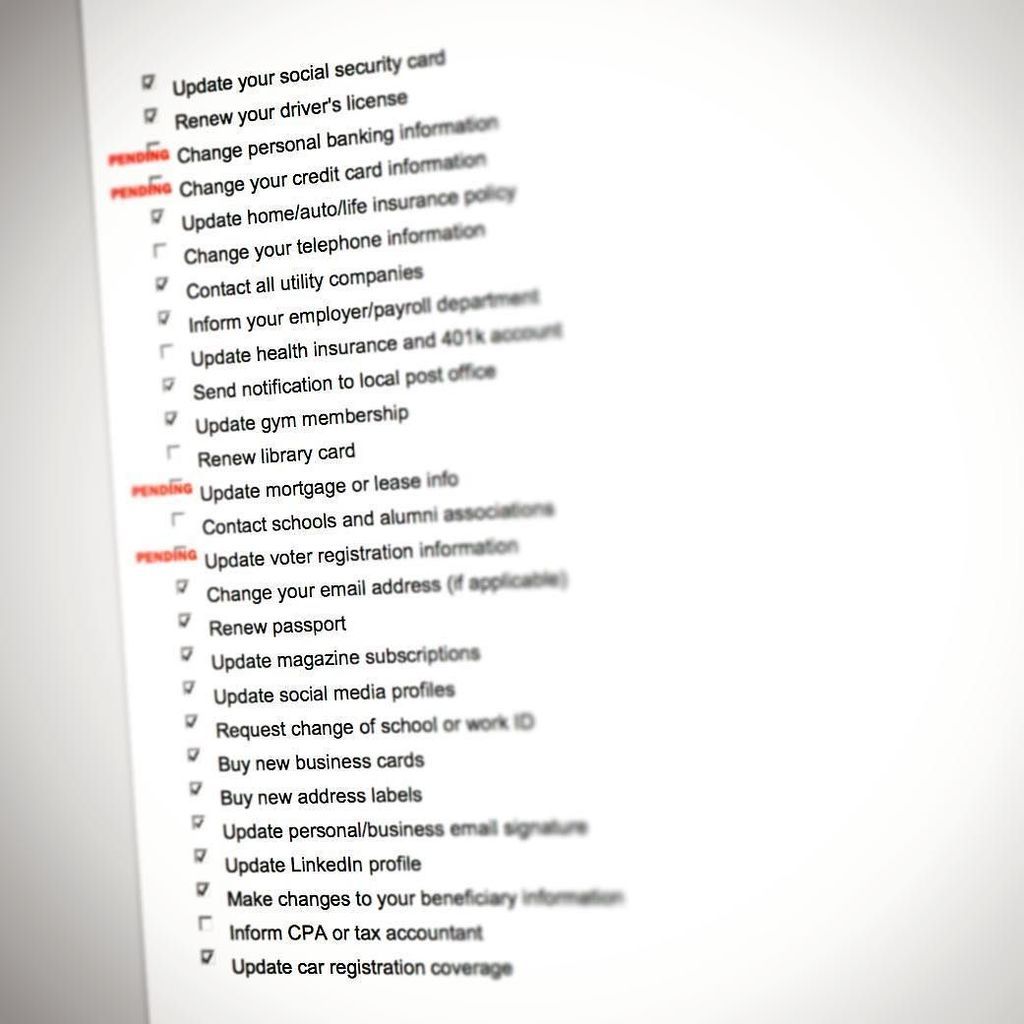 Update your social security card
Renew your driver's license
PENDING Change personal banking information
PENDING Change your credit card information
Update home/auto/life insurance policy
Change your telephone information
Contact all utility companies
Inform your employer/payroll department
Update health insurance and 401k account
Send notification to local post office
Update gym membership
Renew library card
PENDING Update mortgage or lease info
Contact schools and alumni associations
PENDING Update voter registration information
Change your email address (if applicable)
Renew passport
Update magazine subscriptions
Update social media profiles
Request change of school or work ID
Buy new business cards
Buy new address labels
Update personal/business email signature
Update LinkedIn profile
Make changes to your beneficiary information
Inform CPA or tax accountant
Update car registration coverage